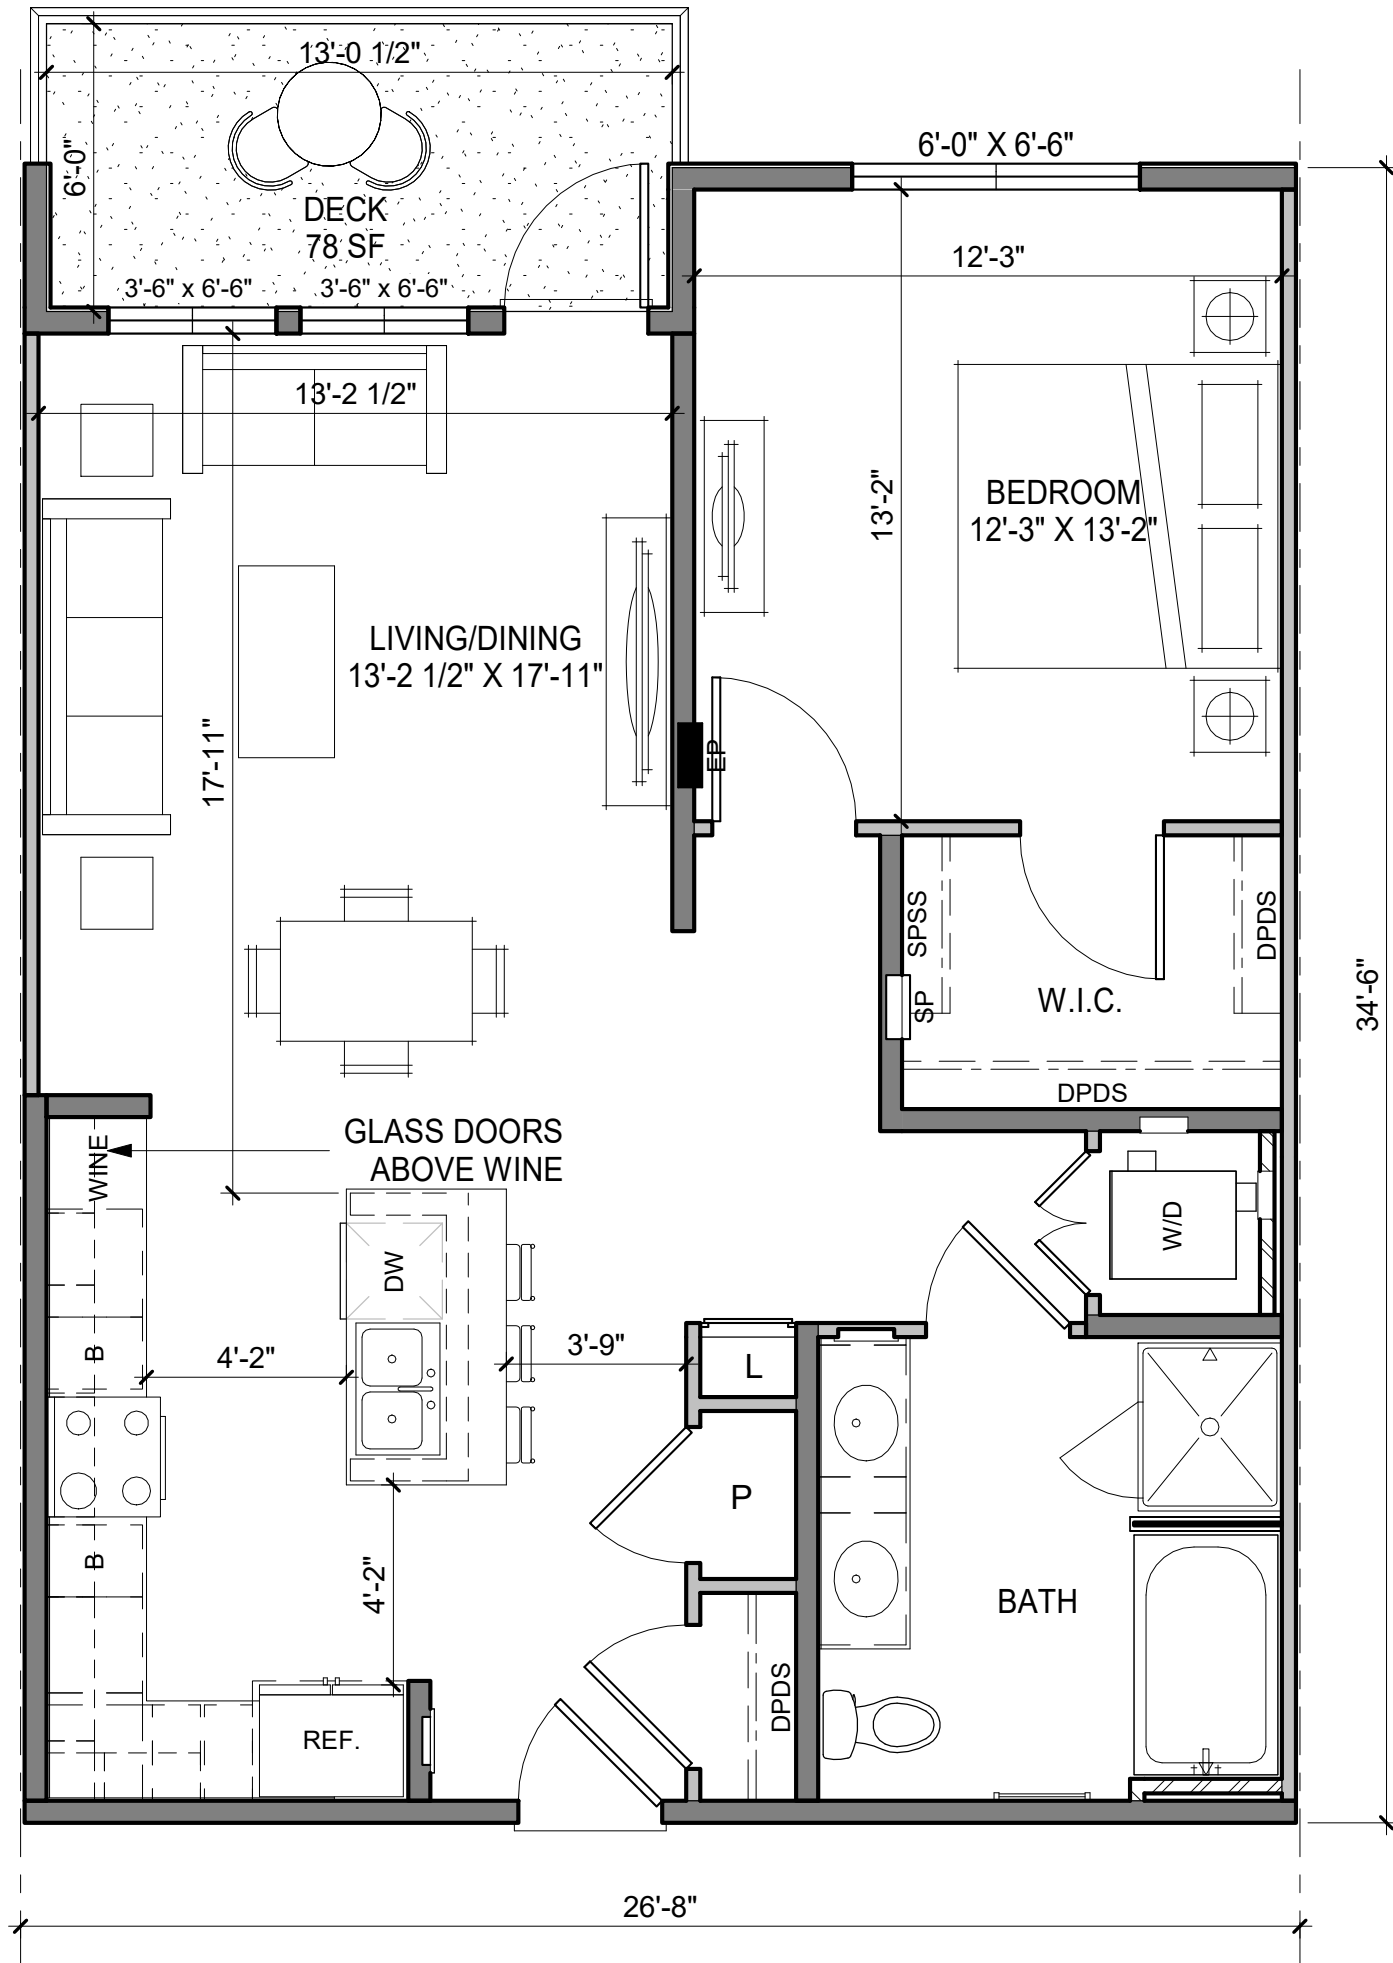 13'-0 1/2"
6'-0"
DECK
78 SF
3'-6" x 6'-6"
3'-6" x 6'-6"
6'-0" X 6'-6"
12'-3"
13'-2 1/2"
13'-2"
BEDROOM
12'-3" X 13'-2"
LIVING/DINING
13'-2 1/2" X 17'-11"
17'-11"
EP
SPSS
DPDS
SP
W.I.C.
DPDS
34'-6"
GLASS DOORS
ABOVE WINE
WINE
DW
W/D
B
4'-2"
3'-9"
L
P
B
4'-2"
BATH
DPDS
REF.
26'-8"